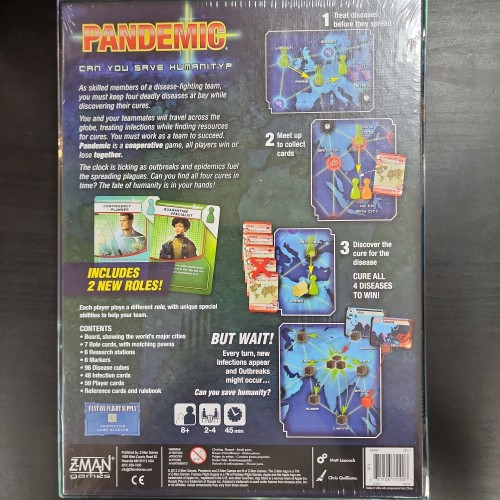 PANDEMIC
CAN YOU SAVE HUMANITY?
As skilled members of a disease-fighting team,
you must keep four deadly diseases at bay while
discovering their cures.
You and your teammates will travel across the
globe, treating infections while finding resources
for cures. You must work as a team to succeed.
Pandemic is a cooperative game, all players win or
lose together.
The clock is ticking as outbreaks and epidemics fuel
the spreading plagues. Can you find all four cures in
time? The fate of humanity is in your hands!
CONTINGENCY
PLANNER
QUARANTINE
SPECIALIST
INCLUDES
2 NEW ROLES!
Each player plays a different role, with unique special
abilities to help your team.
CONTENTS
• Board, showing the world's major cities
• 7 Role cards, with matching pawns
• 6 Research stations
• 6 Markers
• 96 Disease cubes
• 48 Infection cards
• 59 Player cards
• Reference cards and rulebook
1 Treat diseases
before they spread
2 Meet up
to collect
cards
3 Discover the
cure for the
disease
CURE ALL
4 DISEASES
TO WIN!
BUT WAIT!
Every turn, new
Infections appear
and Outbreaks
might occur...
Can you save humanity?
FANTASY FLIGHT SUPPLY
8+
2-4
45 min
Z-MAN
games
Matt Leacock
Chris Quilliams